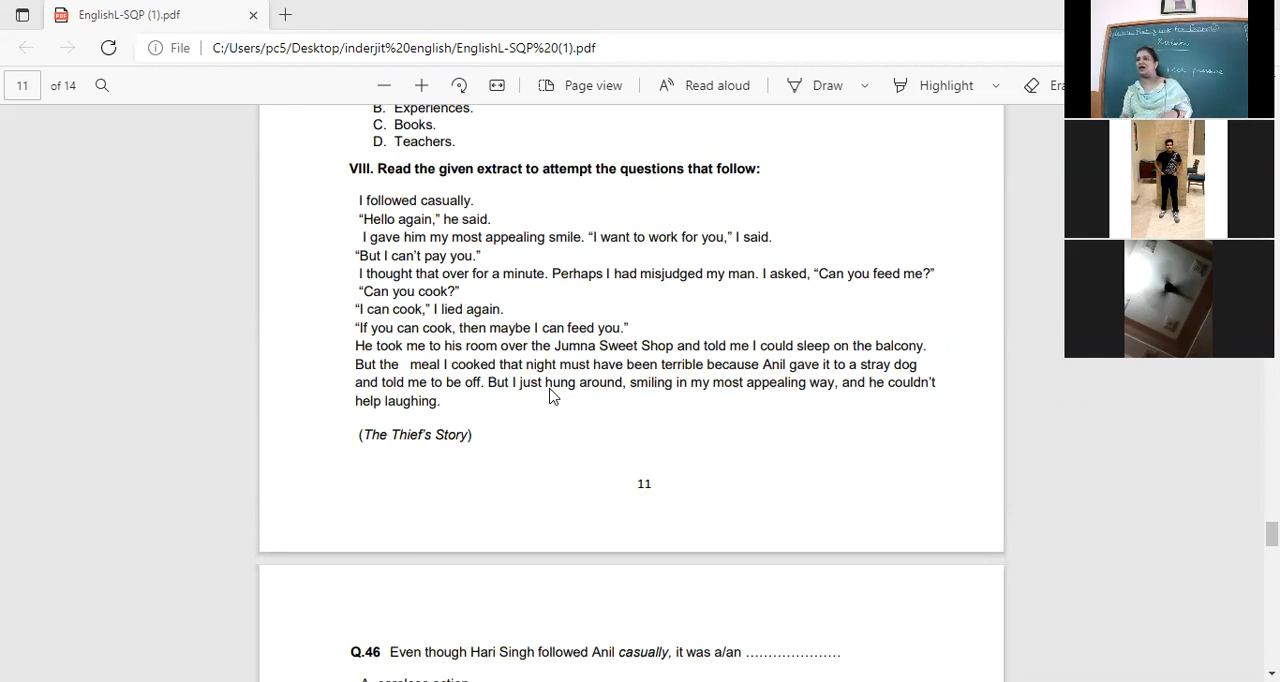 EnglishL-SQP (1).pdf
File
C:/Users/pc5/Desktop/inderjit%20english/EnglishL-SQP%20(1).pdf
11 of 14
Page view
Read aloud
Draw
Highlight
Era
B. Experiences.
C. Books.
D. Teachers.
VIII. Read the given extract to attempt the questions that follow:
I followed casually.
“Hello again,” he said.
I gave him my most appealing smile. “I want to work for you,” I said.
“But I can’t pay you.”
I thought that over for a minute. Perhaps I had misjudged my man. I asked, “Can you feed me?”
“Can you cook?”
“I can cook,” I lied again.
“If you can cook, then maybe I can feed you.”
He took me to his room over the Jumna Sweet Shop and told me I could sleep on the balcony.
But the meal I cooked that night must have been terrible because Anil gave it to a stray dog
and told me to be off. But I just hung around, smiling in my most appealing way, and he couldn’t
help laughing.
(The Thief’s Story)
11
Q.46 Even though Hari Singh followed Anil casually, it was a/an …………………
A. careless action
pressure